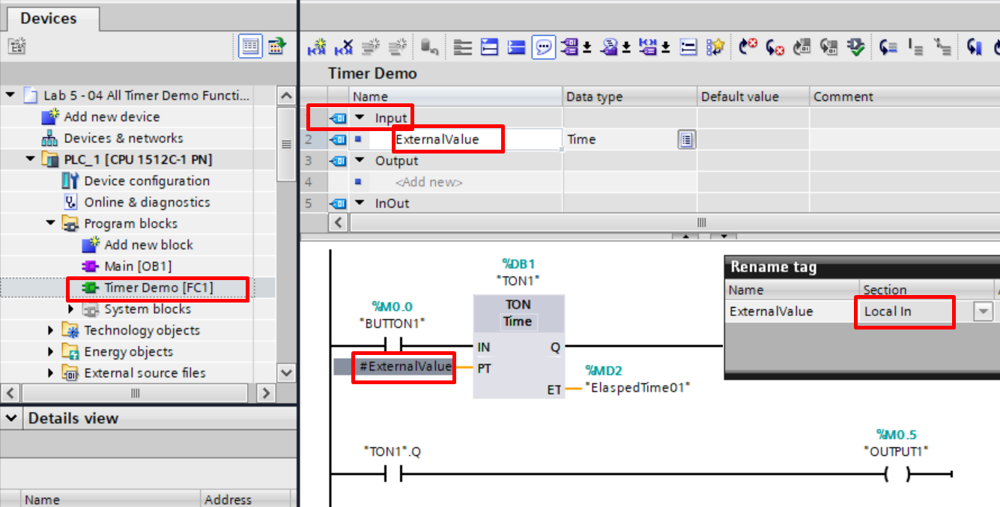 Devices
Lab 5 - 04 All Timer Demo Functi...
Add new device
Devices & networks
PLC_1 [CPU 1512C-1 PN]
Device configuration
Online & diagnostics
Program blocks
Add new block
Main [OB1]
Timer Demo [FC1]
System blocks
Technology objects
Energy objects
External source files
Details view
Name Address
Timer Demo
Name Data type Default value Comment
Input
2 ExternalValue Time
3 Output
4 <Add new>
5 InOut
%DB1
"TON1"
TON
Time
%M0.0
"BUTTON1"
IN Q
#ExternalValue PT
%MD2
ET "ElaspedTime01"
Rename tag
Name Section
ExternalValue Local In
"TON1".Q
%M0.5
"OUTPUT1"